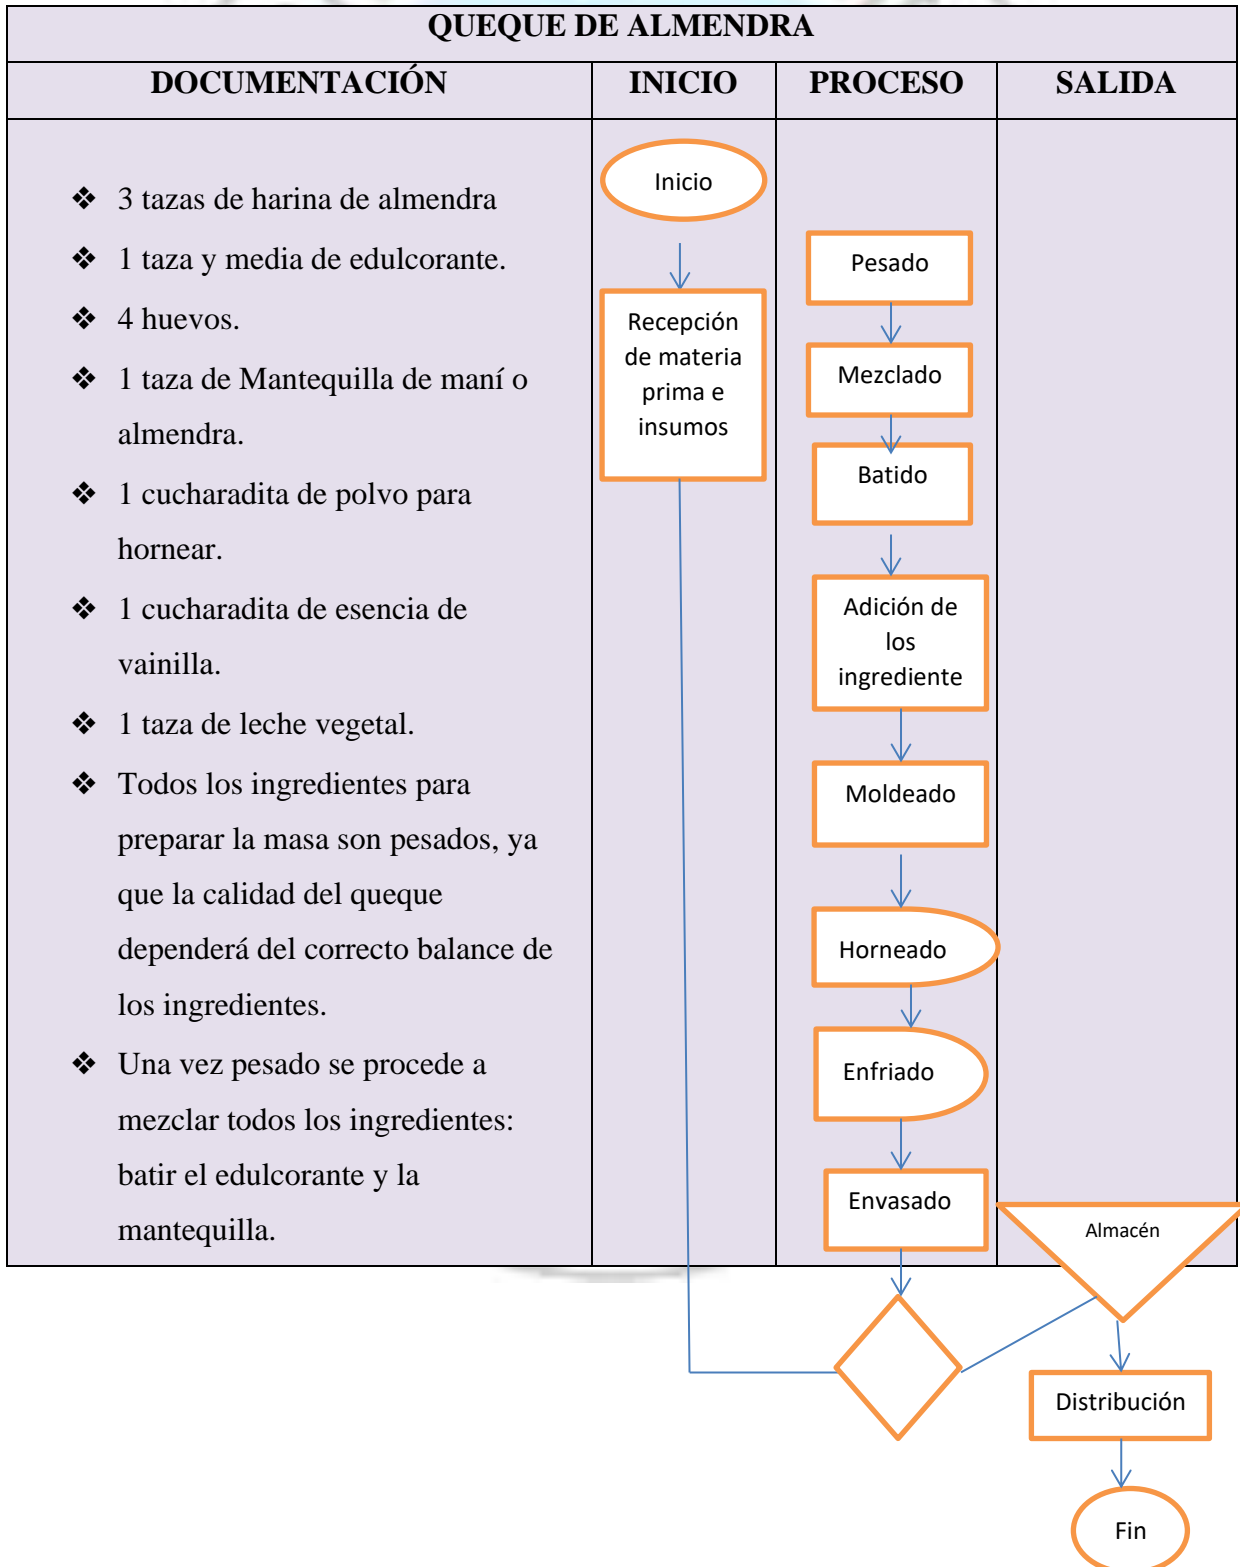 QUEQUE DE ALMENDRA
DOCUMENTACIÓN INICIO PROCESO SALIDA
❖ 3 tazas de harina de almendra
❖ 1 taza y media de edulcorante.
❖ 4 huevos.
❖ 1 taza de Mantequilla de maní o
almendra.
❖ 1 cucharadita de polvo para
hornear.
❖ 1 cucharadita de esencia de
vainilla.
❖ 1 taza de leche vegetal.
❖ Todos los ingredientes para
preparar la masa son pesados, ya
que la calidad del queque
dependerá del correcto balance de
los ingredientes.
❖ Una vez pesado se procede a
mezclar todos los ingredientes:
batir el edulcorante y la
mantequilla.
Inicio
Recepción
de materia
prima e
insumos
Pesado
Mezclado
Batido
Adición de
los
ingrediente
Moldeado
Horneado
Enfriado
Envasado
Almacén
Distribución
Fin